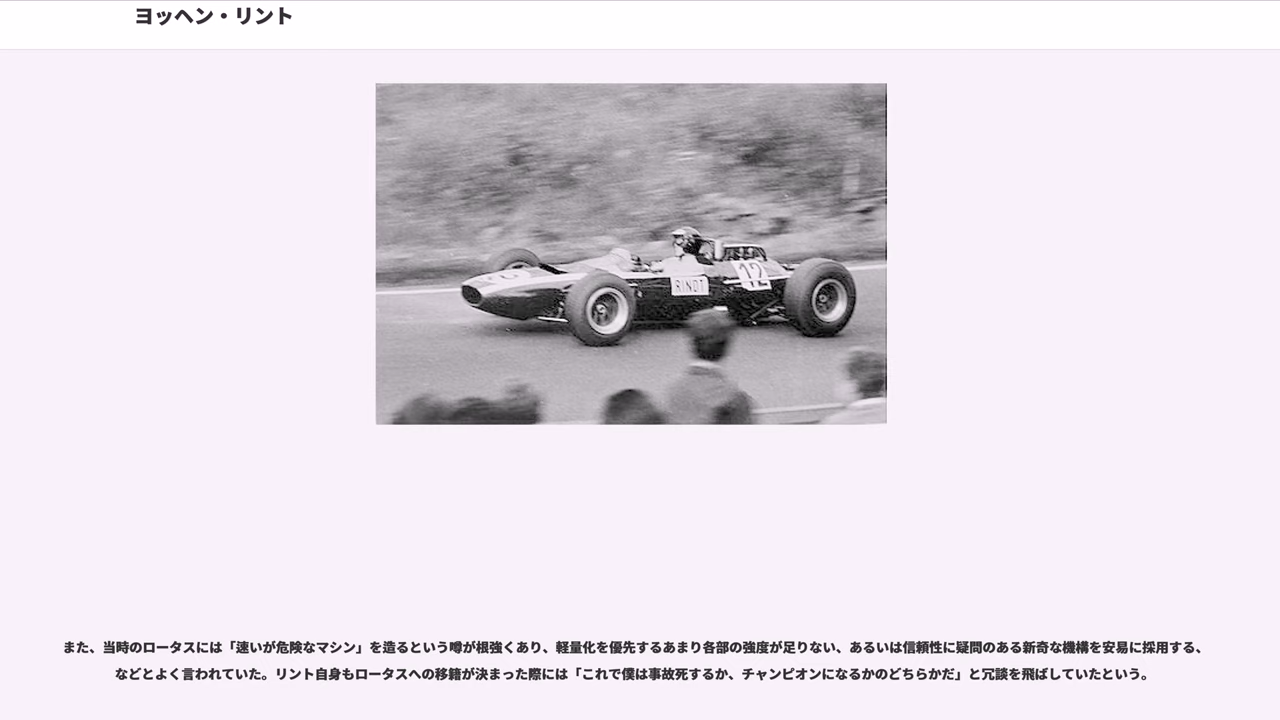 ヨッヘン・リント
RINDT
12
また、当時のロータスには「速いが危険なマシン」を造るという噂が根強くあり、軽量化を優先するあまり各部の強度が足りない、あるいは信頼性に疑問のある新奇な機構を安易に採用する、
などとよく言われていた。リント自身もロータスへの移籍が決まった際には「これで僕は事故死するか、チャンピオンになるかのどちらかだ」と冗談を飛ばしていたという。